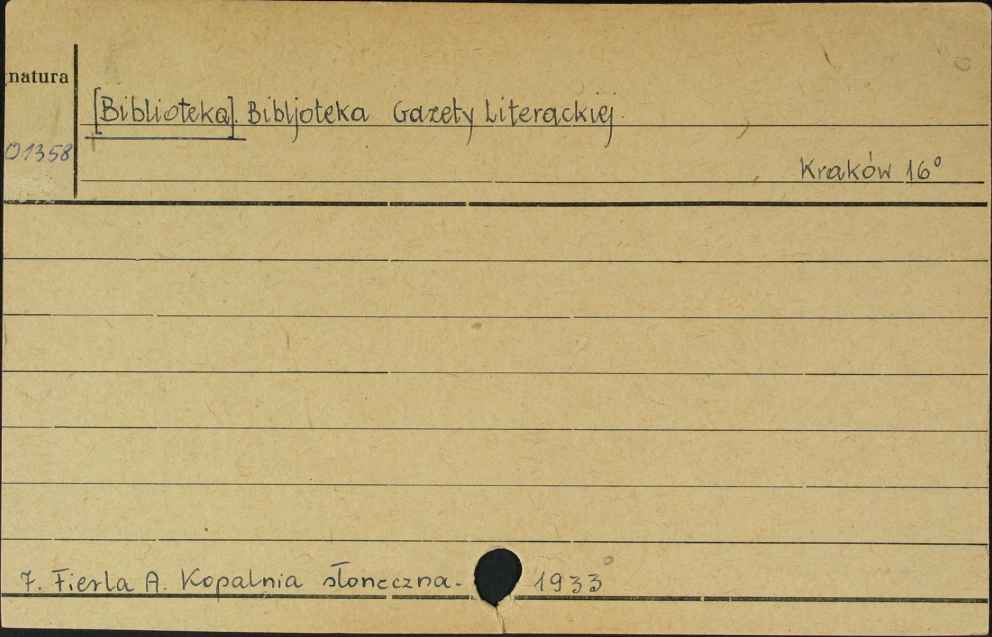 natura
[Biblioteka]. Bibljoteka Gazety Literackiej.
01358
Kraków 16°
7. Fierla A. Kopalnia słoneczna. 1933